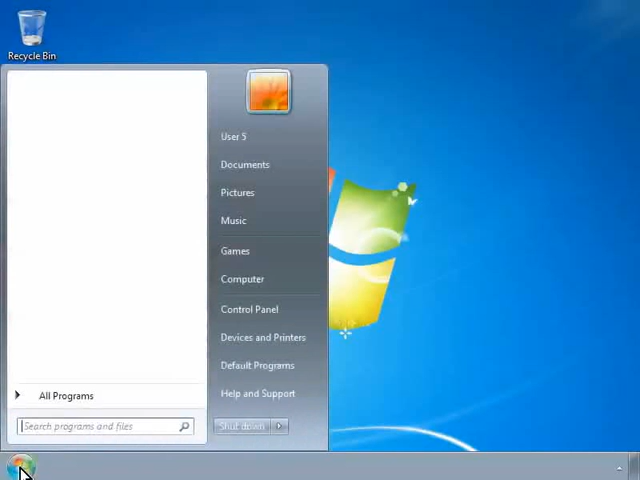 Recycle Bin
User 5
Documents
Pictures
Music
Games
Computer
Control Panel
Devices and Printers
Default Programs
Help and Support
All Programs
Search programs and files
Shut down